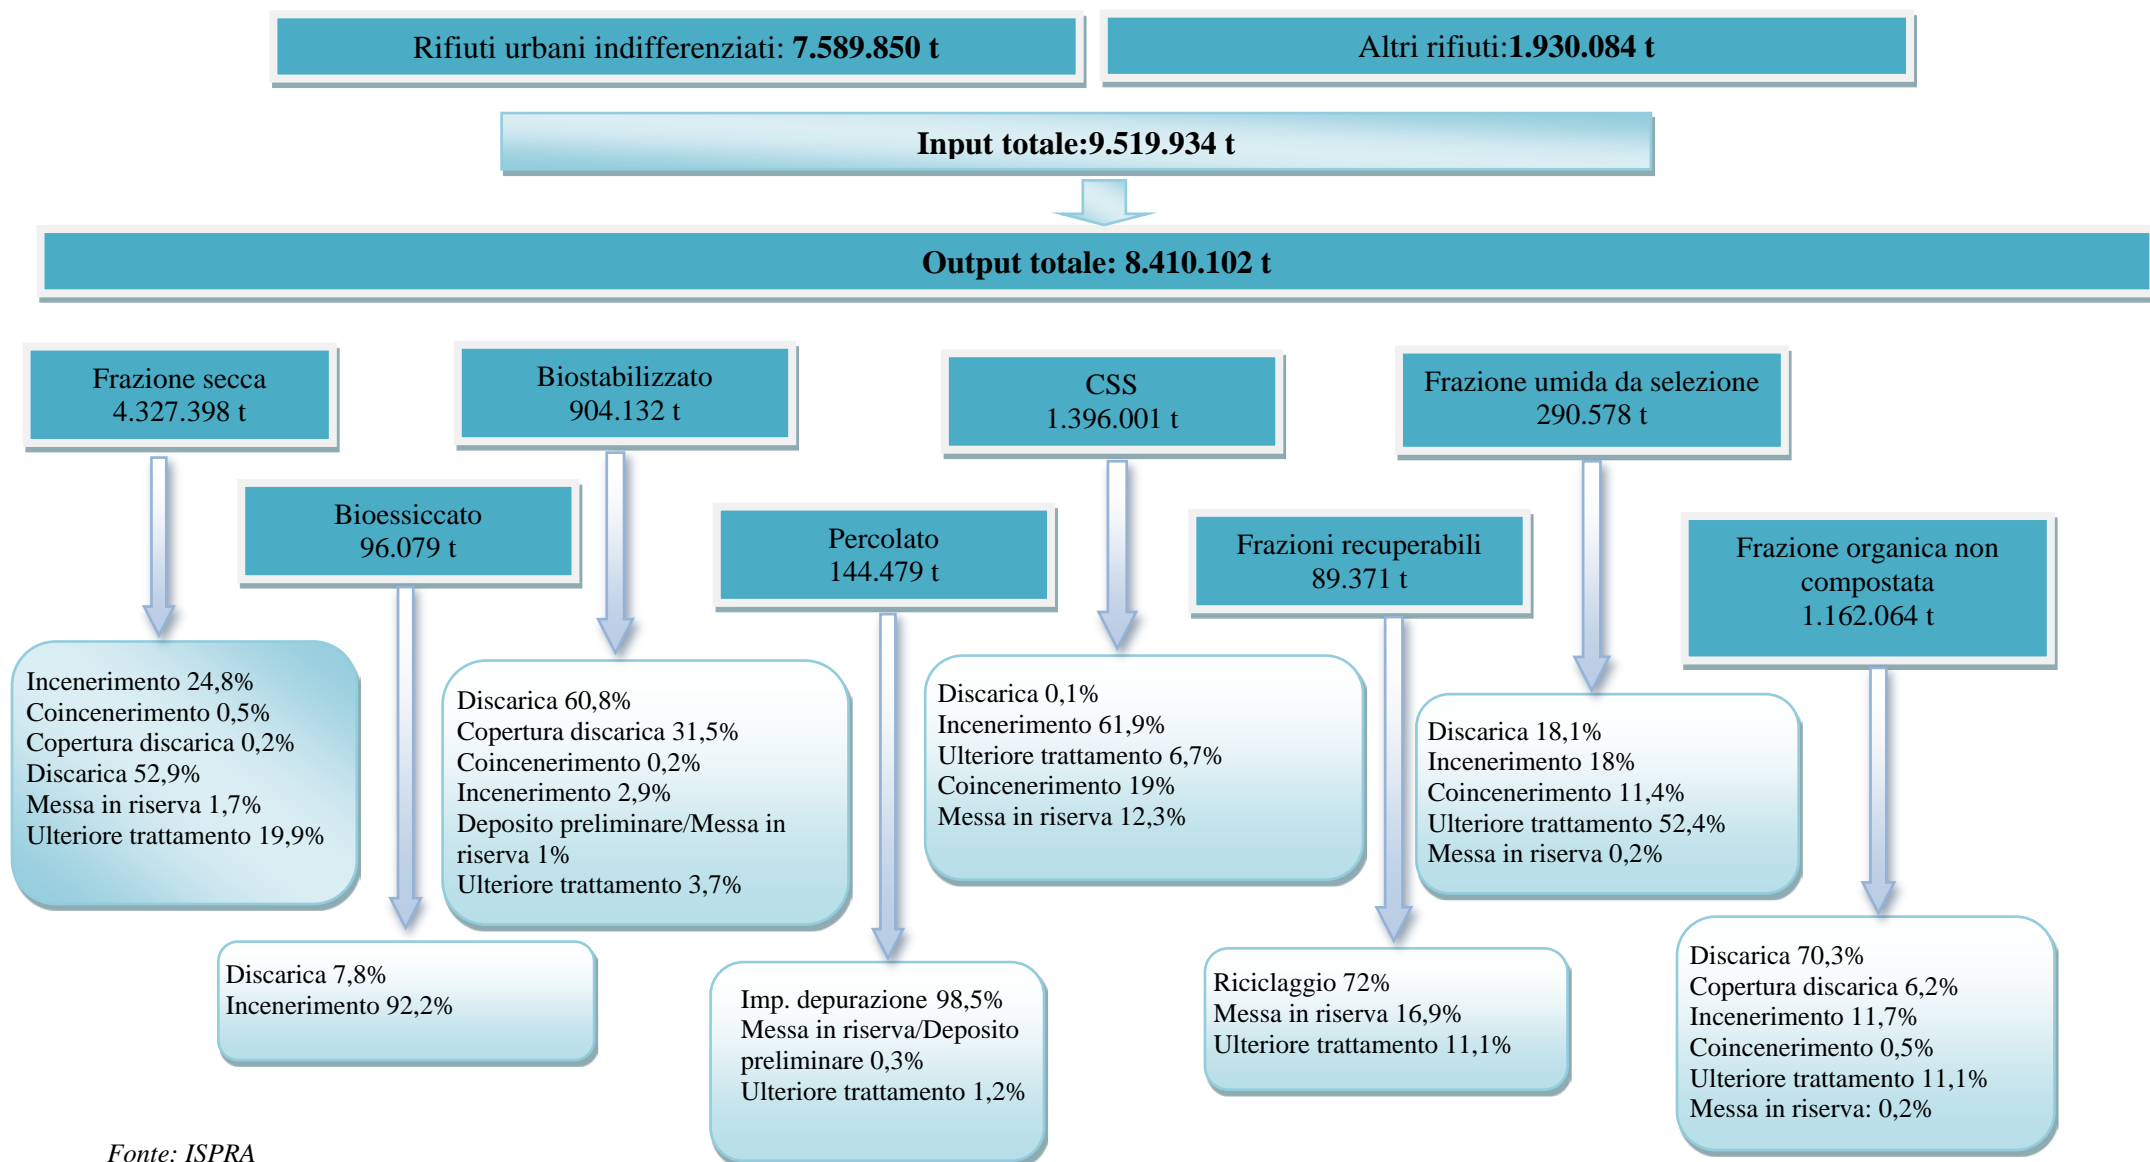 Rifiuti urbani indifferenziati: 7.589.850 t
Altri rifiuti:1.930.084 t
Input totale:9.519.934 t
Output totale: 8.410.102 t
Frazione secca
4.327.398 t
Biostabilizzato
904.132 t
CSS
1.396.001 t
Frazione umida da selezione
290.578 t
Bioessiccato
96.079 t
Percolato
144.479 t
Frazioni recuperabili
89.371 t
Frazione organica non
compostata
1.162.064 t
Incenerimento 24,8%
Coincenerimento 0,5%
Copertura discarica 0,2%
Discarica 52,9%
Messa in riserva 1,7%
Ulteriore trattamento 19,9%
Discarica 60,8%
Copertura discarica 31,5%
Coincenerimento 0,2%
Incenerimento 2,9%
Deposito preliminare/Messa in
riserva 1%
Ulteriore trattamento 3,7%
Discarica 0,1%
Incenerimento 61,9%
Ulteriore trattamento 6,7%
Coincenerimento 19%
Messa in riserva 12,3%
Discarica 18,1%
Incenerimento 18%
Coincenerimento 11,4%
Ulteriore trattamento 52,4%
Messa in riserva 0,2%
Discarica 7,8%
Incenerimento 92,2%
Imp. depurazione 98,5%
Messa in riserva/Deposito
preliminare 0,3%
Ulteriore trattamento 1,2%
Riciclaggio 72%
Messa in riserva 16,9%
Ulteriore trattamento 11,1%
Discarica 70,3%
Copertura discarica 6,2%
Incenerimento 11,7%
Coincenerimento 0,5%
Ulteriore trattamento 11,1%
Messa in riserva: 0,2%
Fonte: ISPRA